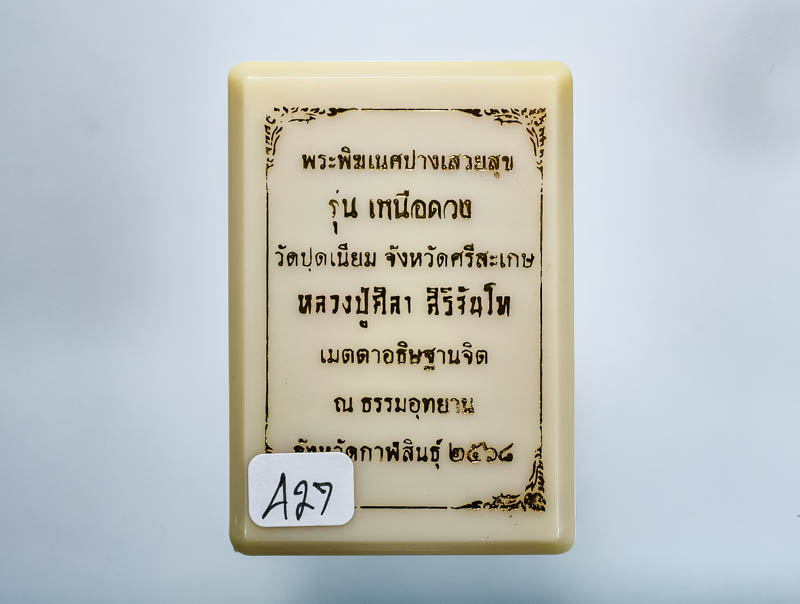 พระพิฆเนศปางเสวยสุข
รุ่น เหนือดวง
วัดปุดเนียม จังหวัดศรีสะเกษ
หลวงปู่ศิลา สิริจันโท
เมตตาอธิษฐานจิต
ณ ธรรมอุทยาน
จังหวัดกาฬสินธุ์ ๒๕๖๘
A27